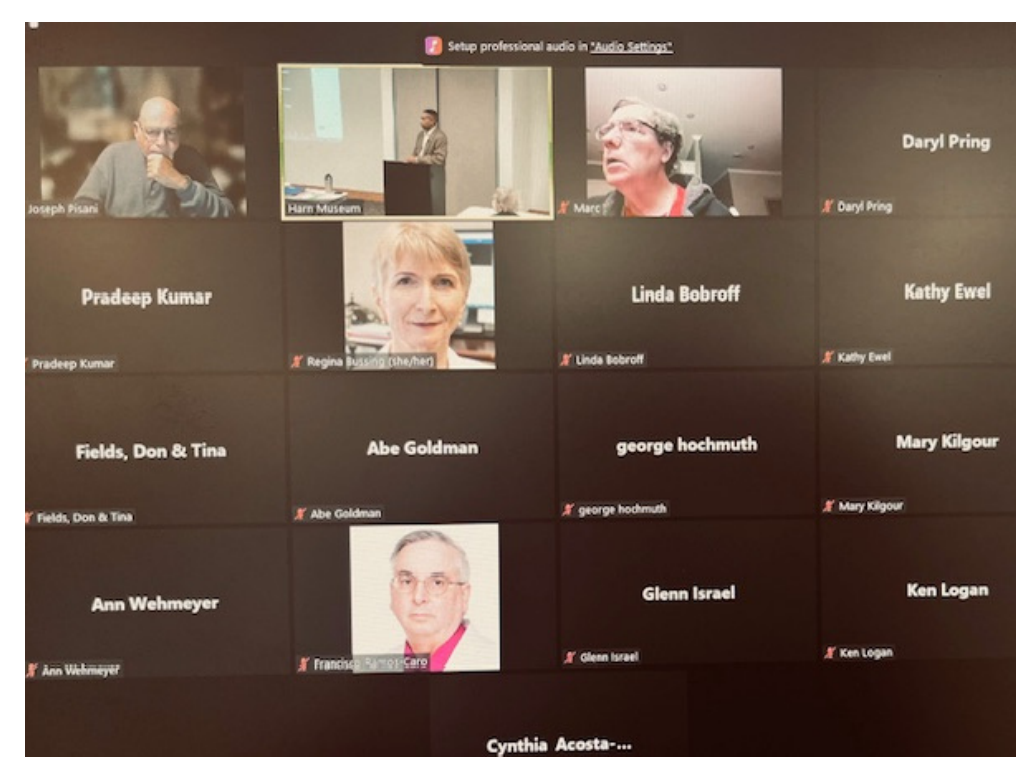 Setup professional audio in "Audio Settings"
Joseph Pisani
Harn Museum
Marc
Daryl Pring
Daryl Pring
Pradeep Kumar
Pradeep Kumar
Regina Bussing (she/her)
Linda Bobroff
Linda Bobroff
Kathy Ewel
Kathy Ewel
Fields, Don & Tina
Fields, Don & Tina
Abe Goldman
Abe Goldman
george hochmuth
george hochmuth
Mary Kilgour
Mary Kilgour
Ann Wehmeyer
Ann Wehmeyer
Francisco Ramos-Caro
Glenn Israel
Glenn Israel
Ken Logan
Ken Logan
Cynthia Acosta-...